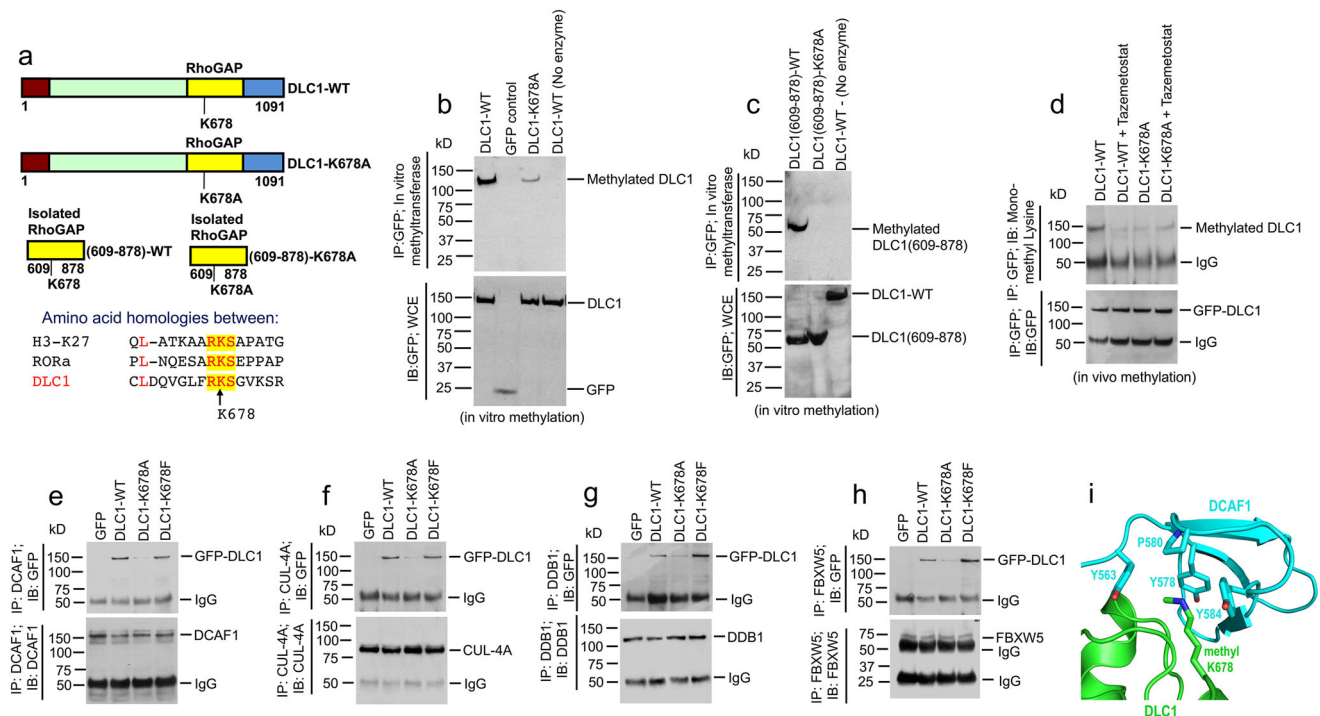 a
RhoGAP
DLC1-WT
1
1091
K678
RhoGAP
DLC1-K678A
1
1091
K678A
Isolated
RhoGAP
(609-878)-WT
609
878
K678
Isolated
RhoGAP
(609-878)-K678A
609
878
K678A
Amino acid homologies between:
H3-K27 QL-ATKAARKSAPATG
RORa PL-NQESARKSEPPAP
DLC1 CLDQVGLFRKSGVKSR
K678
b
kD
DLC1-WT
GFP control
DLC1-K678A
DLC1-WT (No enzyme)
IP:GFP; In vitro
methyltransferase
150
100
75
50
37
25
Methylated DLC1
IB:GFP; WCE
150
100
75
50
37
25
DLC1
GFP
(in vitro methylation)
c
kD
DLC1(609-878)-WT
DLC1(609-878)-K678A
DLC1-WT - (No enzyme)
IP:GFP; In vitro
methyltransferase
150
100
75
50
37
25
Methylated
DLC1(609-878)
IB:GFP; WCE
150
100
75
50
37
25
DLC1-WT
DLC1(609-878)
(in vitro methylation)
d
kD
DLC1-WT
DLC1-WT + Tazemetostat
DLC1-K678A
DLC1-K678A + Tazemetostat
IP: GFP; IB: Mono-
methyl Lysine
150
100
75
50
Methylated DLC1
IgG
IP:GFP;
IB:GFP
150
100
75
50
GFP-DLC1
IgG
(in vivo methylation)
e
kD
GFP
DLC1-WT
DLC1-K678A
DLC1-K678F
IP: DCAF1;
IB: GFP
150
100
75
50
GFP-DLC1
IgG
IP: DCAF1;
IB: DCAF1
150
100
75
50
DCAF1
IgG
f
kD
GFP
DLC1-WT
DLC1-K678A
DLC1-K678F
IP: CUL-4A;
IB: GFP
150
100
75
50
GFP-DLC1
IgG
IP: CUL-4A;
IB: CUL-4A
100
75
50
CUL-4A
IgG
g
kD
GFP
DLC1-WT
DLC1-K678A
DLC1-K678F
IP: DDB1;
IB: GFP
150
100
75
50
GFP-DLC1
IgG
IP: DDB1;
IB: DDB1
150
100
75
50
DDB1
IgG
h
kD
GFP
DLC1-WT
DLC1-K678A
DLC1-K678F
IP: FBXW5;
IB: GFP
150
100
75
50
GFP-DLC1
IgG
IP: FBXW5;
IB: FBXW5
75
50
37
25
FBXW5
IgG
IgG
i
DCAF1
P580
Y563
Y578
Y584
methyl
K678
DLC1